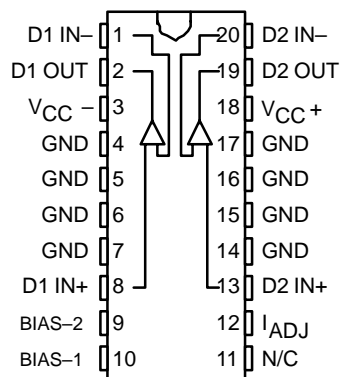 D1 IN– 1 20 D2 IN–
D1 OUT 2 19 D2 OUT
VCC – 3 18 VCC +
GND 4 17 GND
GND 5 16 GND
GND 6 15 GND
GND 7 14 GND
D1 IN+ 8 13 D2 IN+
BIAS–2 9 12 IADJ
BIAS–1 10 11 N/C